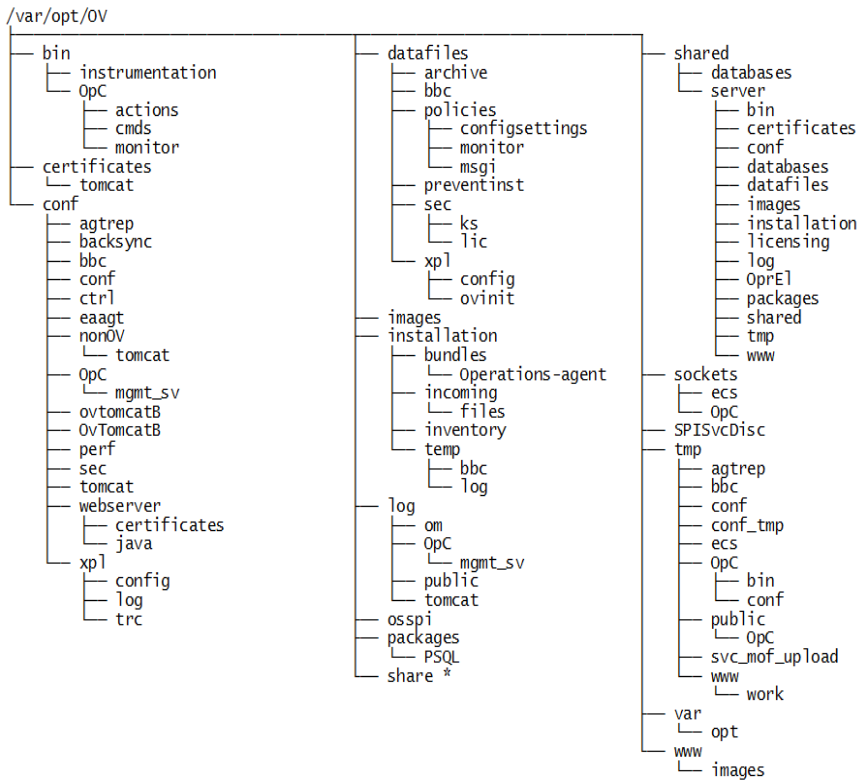 /var/opt/OV
bin
instrumentation
OpC
actions
cmds
monitor
certificates
tomcat
conf
agtrep
backsync
bbc
conf
ctrl
eaagt
nonOV
tomcat
OpC
mgmt_sv
ovtomcatB
OvTomcatB
perf
sec
tomcat
webserver
certificates
java
xpl
config
log
trc
datafiles
archive
bbc
policies
configsettings
monitor
msgi
preventinst
sec
ks
lic
xpl
config
ovinit
images
installation
bundles
Operations-agent
incoming
files
inventory
temp
bbc
log
log
om
OpC
mgmt_sv
public
tomcat
osspi
packages
PSQL
share *
shared
databases
server
bin
certificates
conf
databases
datafiles
images
installation
licensing
log
OprEl
packages
shared
tmp
www
sockets
ecs
OpC
SPISvcDisc
tmp
agtrep
bbc
conf
conf_tmp
ecs
OpC
bin
conf
public
OpC
svc_mof_upload
www
work
var
opt
www
images